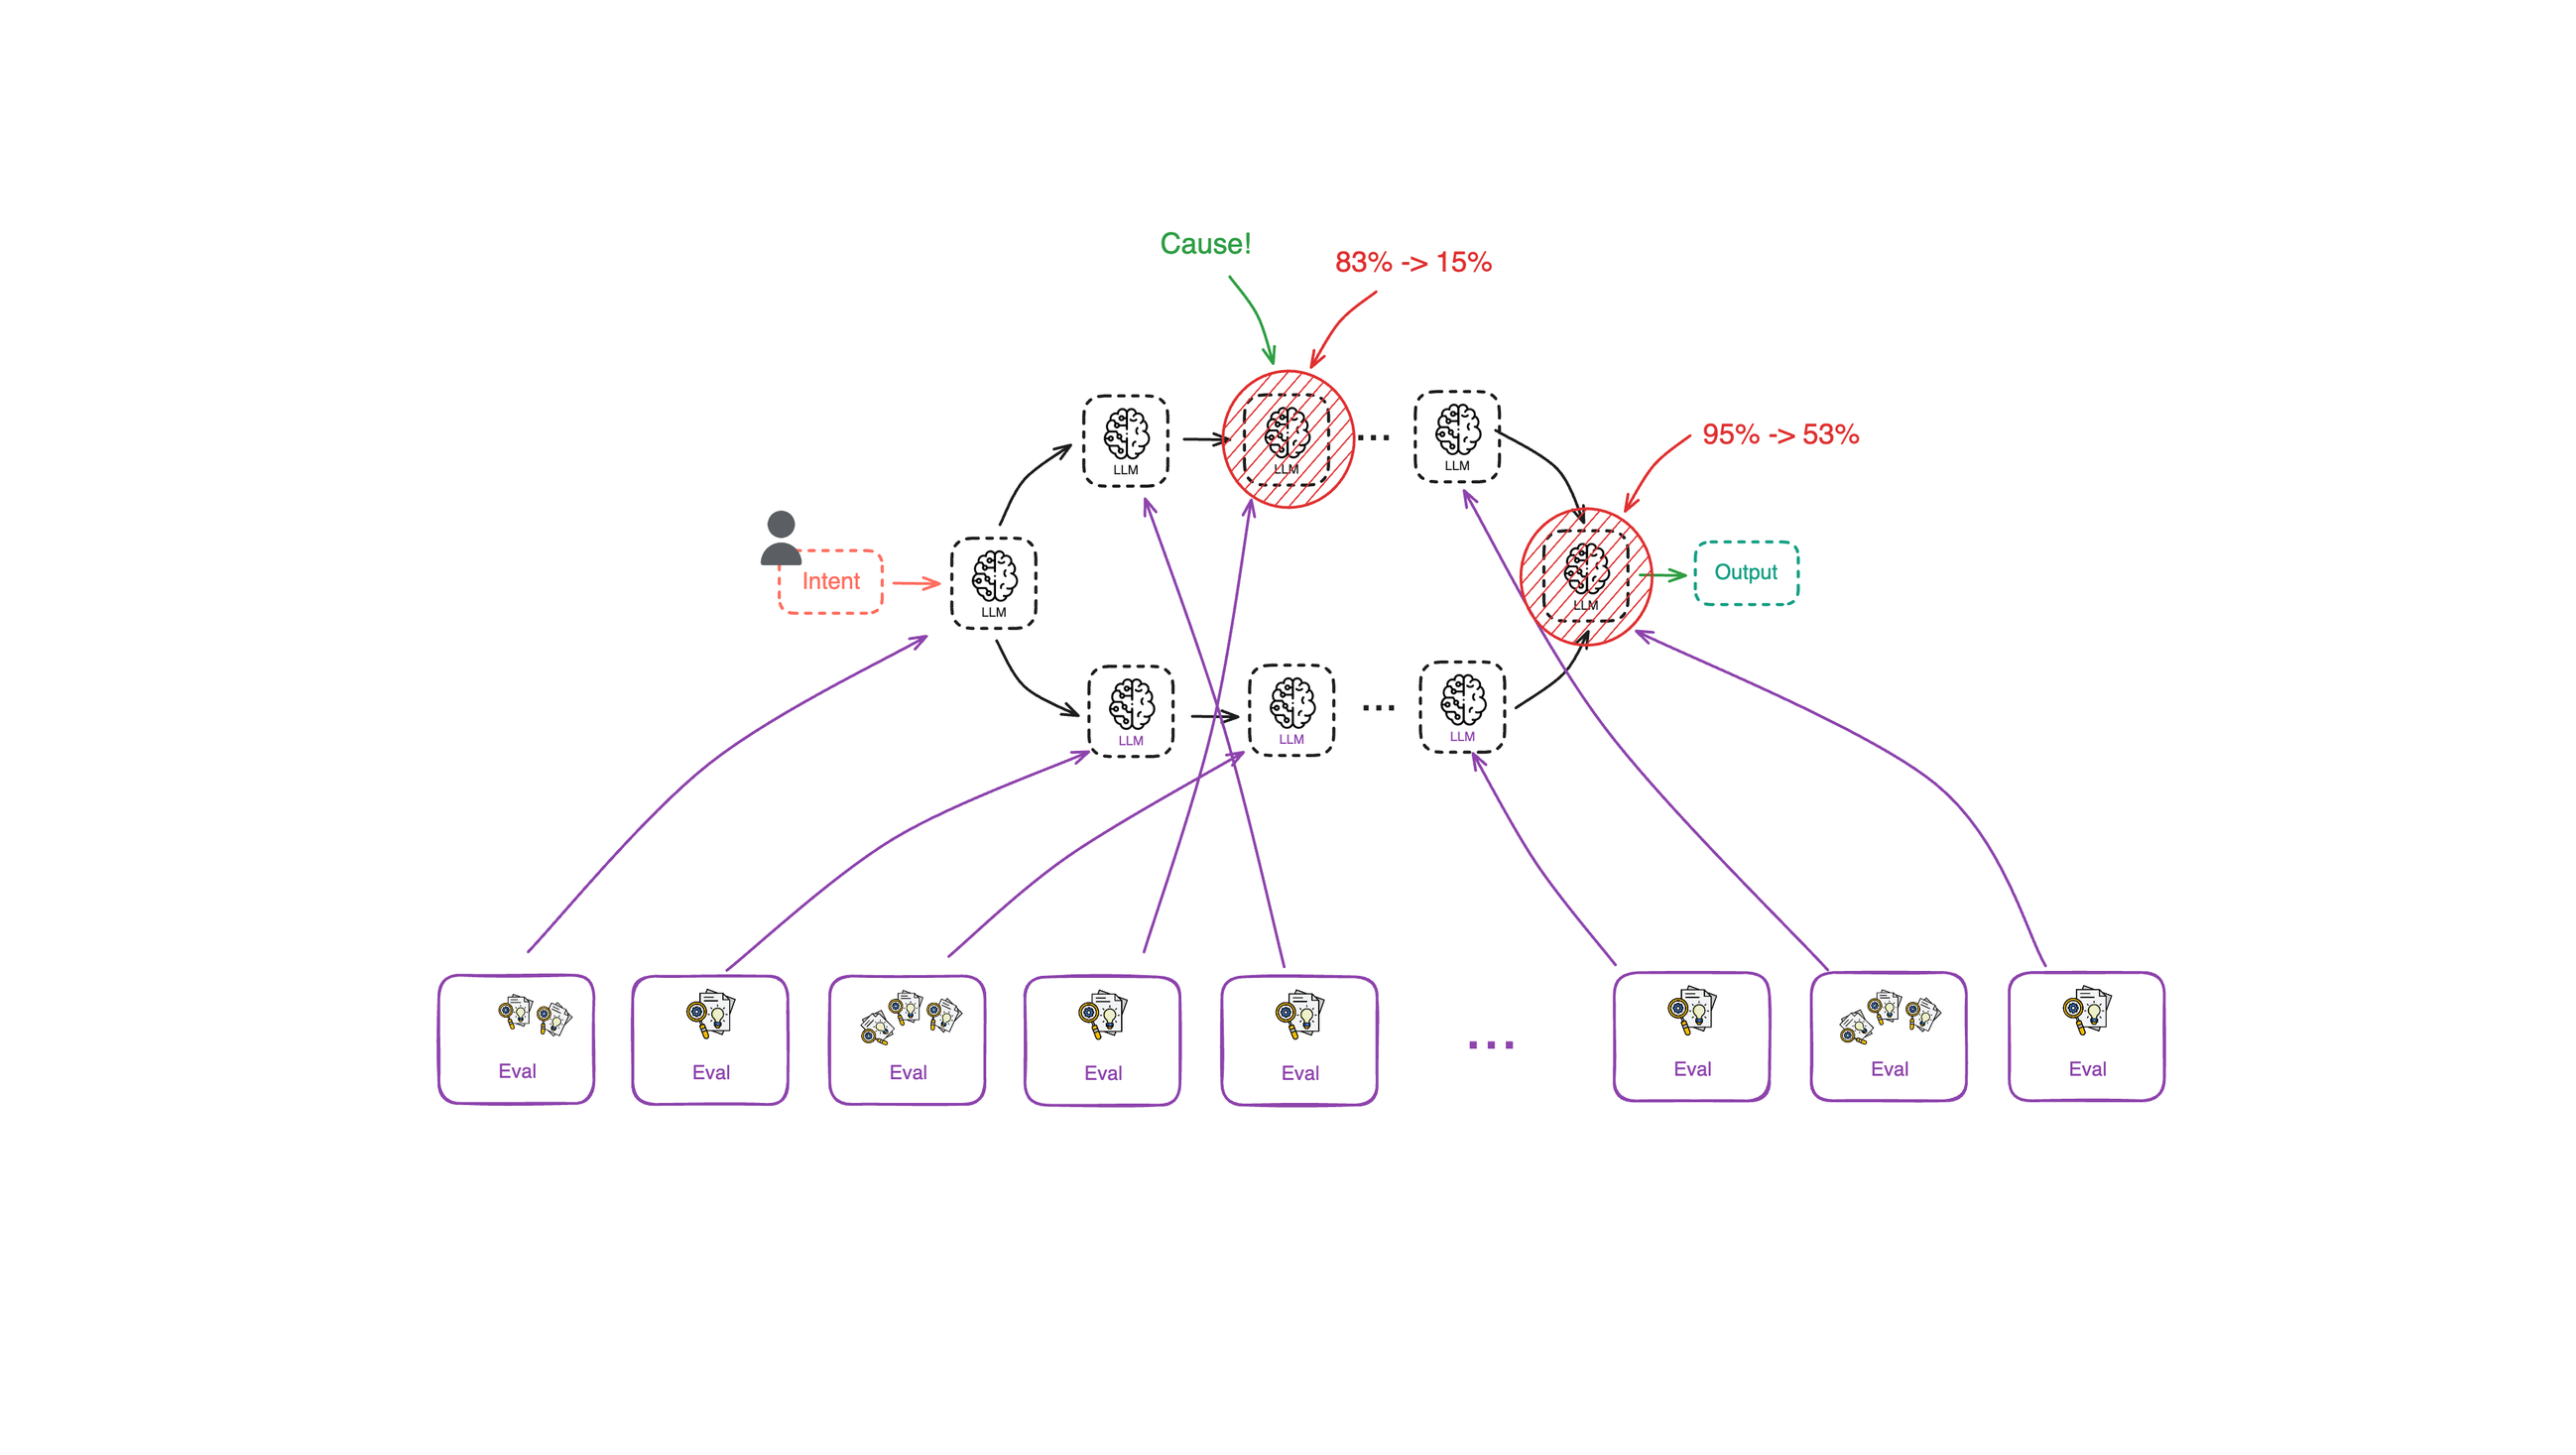 Cause!
83% -> 15%
95% -> 53%
LLM
LLM
LLM
Intent
LLM
LLM
Output
LLM
LLM
LLM
Eval
Eval
Eval
Eval
Eval
...
Eval
Eval
Eval